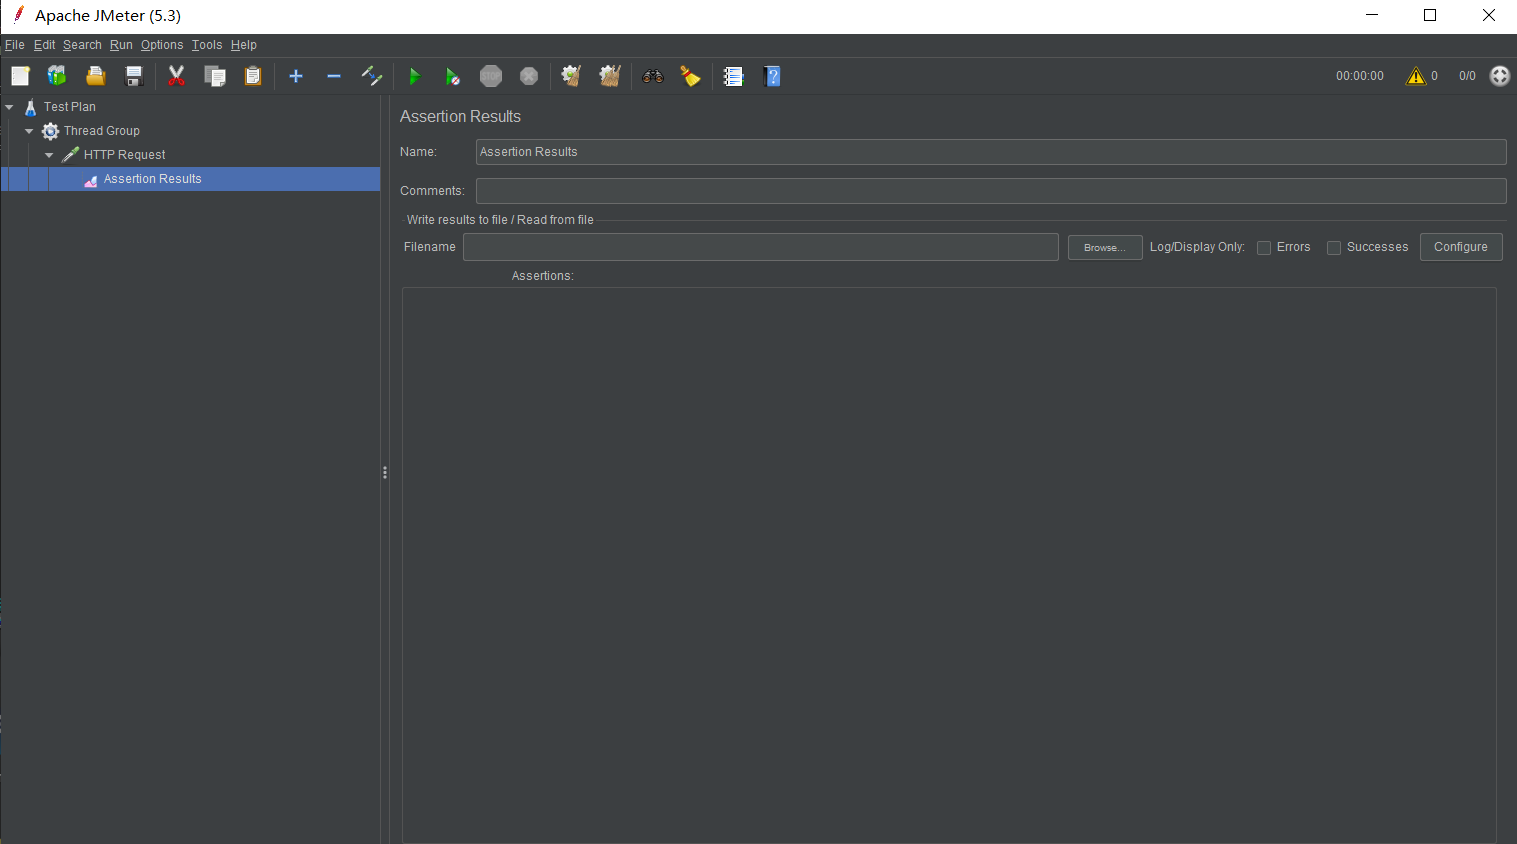 Apache JMeter (5.3)
File Edit Search Run Options Tools Help
STOP 00:00:00 0 0/0
Test Plan
Thread Group
HTTP Request
Assertion Results
Assertion Results
Name: Assertion Results
Comments:
Write results to file / Read from file
Filename Browse... Log/Display Only: Errors Successes Configure
Assertions: